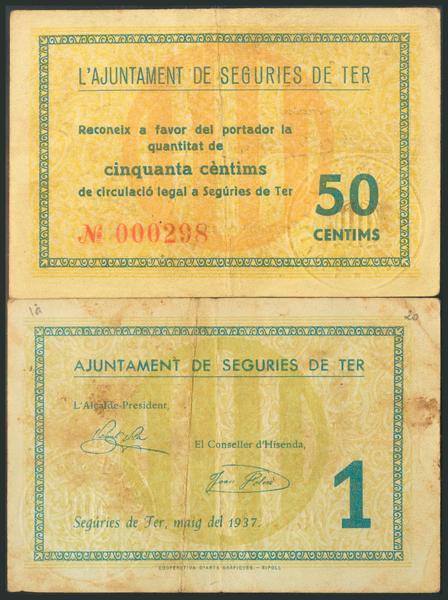 L'AJUNTAMENT DE SEGURIES DE TER
Reconeix a favor del portador la
quantitat de
cinquanta cèntims
de circulació legal a Segúries de Ter
50
CENTIMS
№ 000298
1ª
20
AJUNTAMENT DE SEGURIES DE TER
L'Alcalde-President,
El Conseller d'Hisenda,
1
Segúries de Ter, maig del 1937.
COOPERATIVA D'ARTS GRÀFIQUES. — RIPOLL